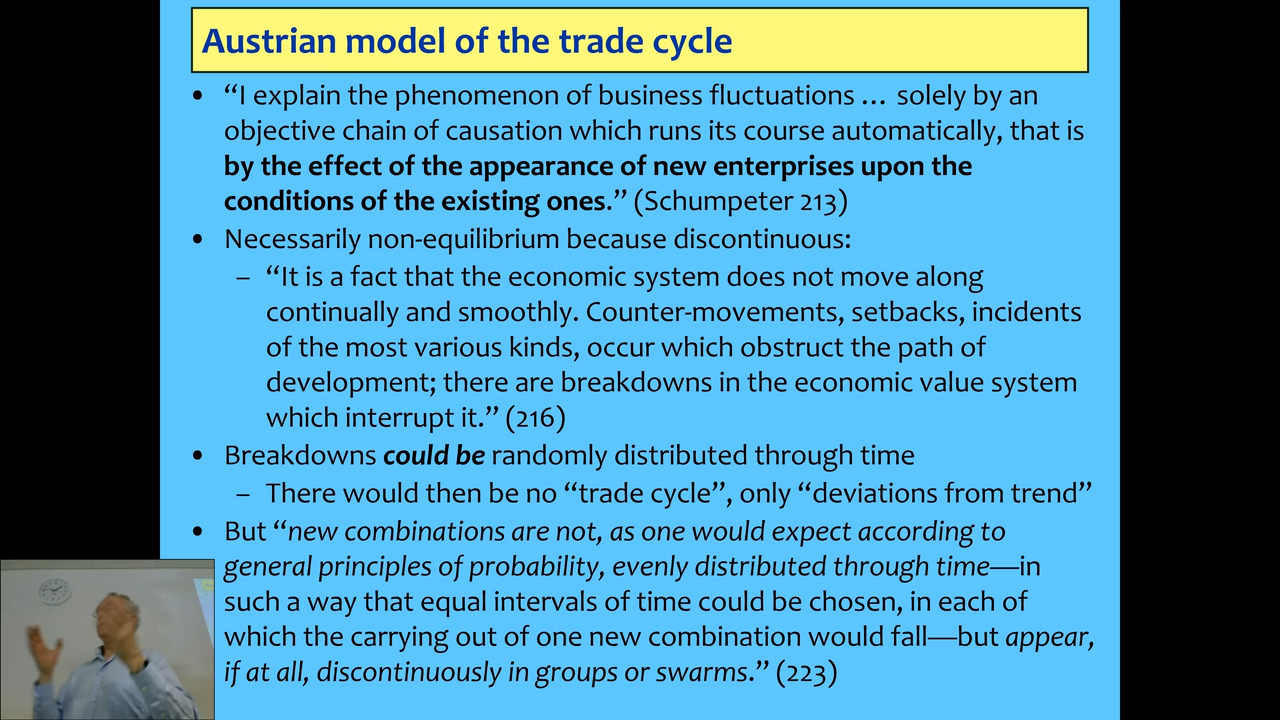 Austrian model of the trade cycle
• “I explain the phenomenon of business fluctuations … solely by an
objective chain of causation which runs its course automatically, that is
by the effect of the appearance of new enterprises upon the
conditions of the existing ones.” (Schumpeter 213)
• Necessarily non-equilibrium because discontinuous:
– “It is a fact that the economic system does not move along
continually and smoothly. Counter-movements, setbacks, incidents
of the most various kinds, occur which obstruct the path of
development; there are breakdowns in the economic value system
which interrupt it.” (216)
• Breakdowns could be randomly distributed through time
– There would then be no “trade cycle”, only “deviations from trend”
• But “new combinations are not, as one would expect according to
general principles of probability, evenly distributed through time—in
such a way that equal intervals of time could be chosen, in each of
which the carrying out of one new combination would fall—but appear,
if at all, discontinuously in groups or swarms.” (223)